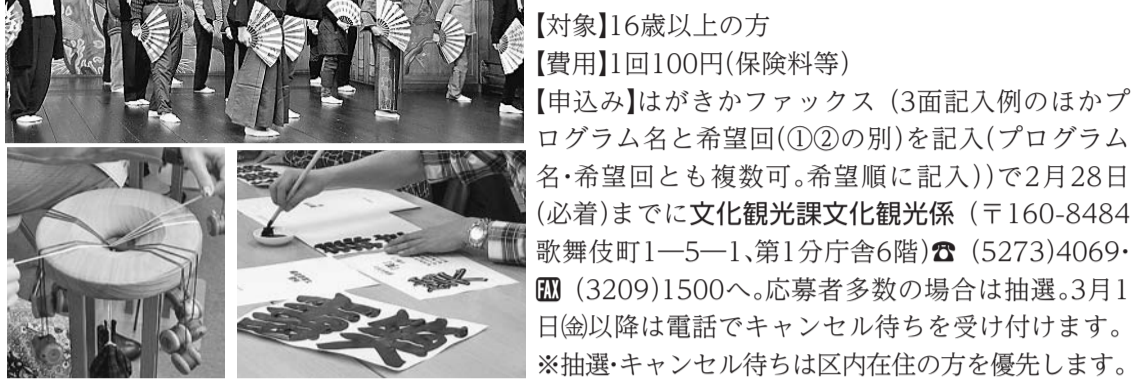 【対象】16歳以上の方
【費用】1回100円(保険料等)
【申込み】はがきかファックス (3面記入例のほかプ
ログラム名と希望回(①②の別)を記入(プログラム
名・希望回とも複数可。希望順に記入))で2月28日
(必着)までに文化観光課文化観光係 (〒160-8484
歌舞伎町1―5―1、第1分庁舎6階)☎ (5273)4069・
FAX (3209)1500へ。応募者多数の場合は抽選。3月1
日㈮以降は電話でキャンセル待ちを受け付けます。
※抽選・キャンセル待ちは区内在住の方を優先します。